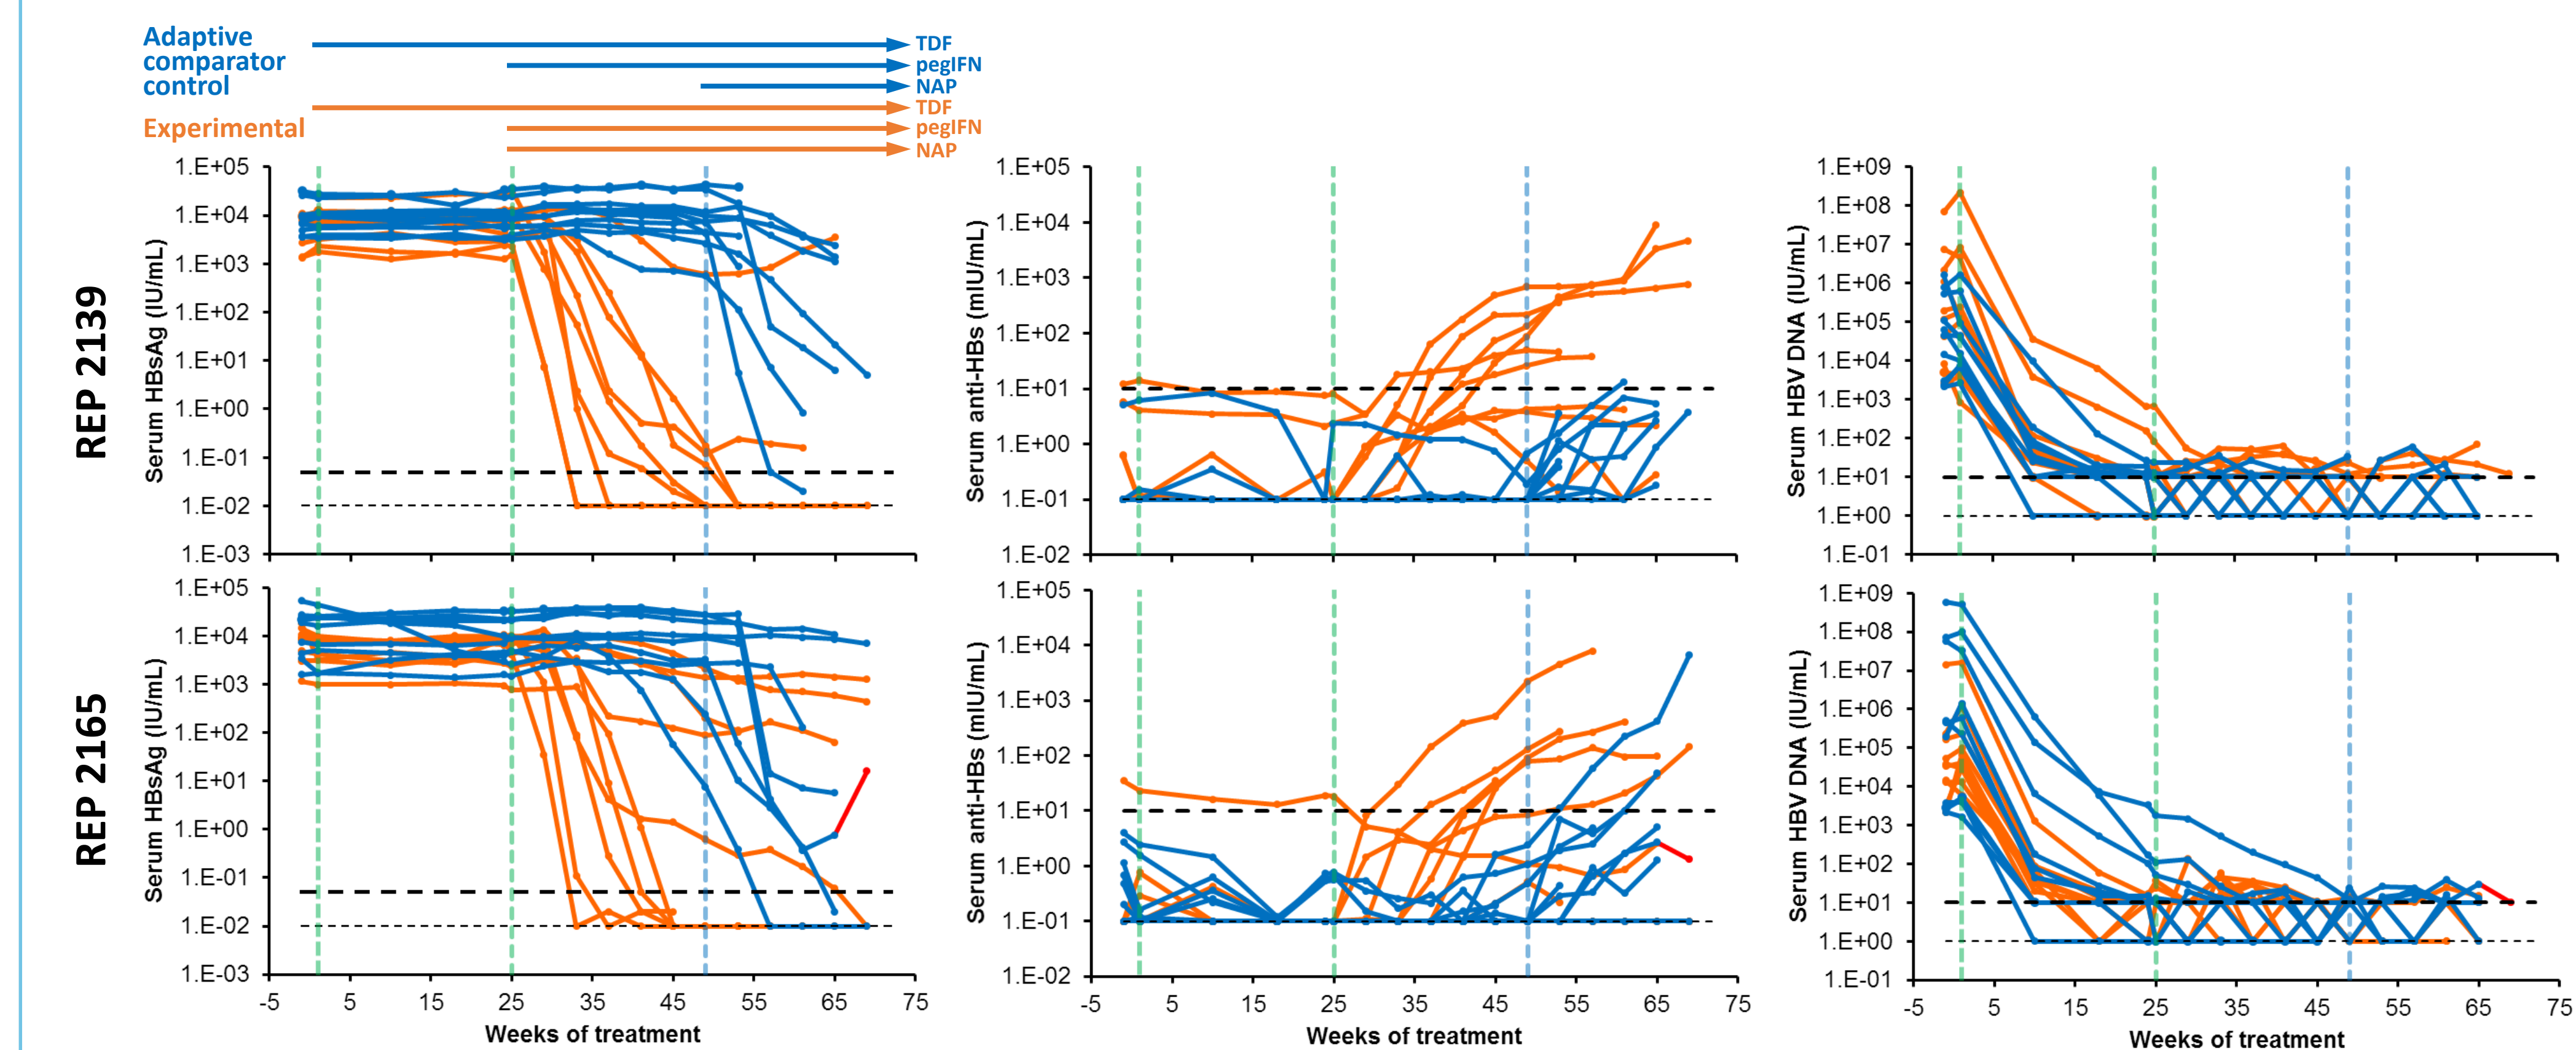 Adaptive
comparator
control
TDF
pegIFN
NAP
Experimental
TDF
pegIFN
NAP
REP 2139
Serum HBsAg (IU/mL)
1.E+05
1.E+04
1.E+03
1.E+02
1.E+01
1.E+00
1.E-01
1.E-02
1.E-03
Serum anti-HBs (mIU/mL)
1.E+05
1.E+04
1.E+03
1.E+02
1.E+01
1.E+00
1.E-01
1.E-02
Serum HBV DNA (IU/mL)
1.E+09
1.E+08
1.E+07
1.E+06
1.E+05
1.E+04
1.E+03
1.E+02
1.E+01
1.E+00
1.E-01
REP 2165
Serum HBsAg (IU/mL)
1.E+05
1.E+04
1.E+03
1.E+02
1.E+01
1.E+00
1.E-01
1.E-02
1.E-03
-5 5 15 25 35 45 55 65 75
Weeks of treatment
Serum anti-HBs (mIU/mL)
1.E+05
1.E+04
1.E+03
1.E+02
1.E+01
1.E+00
1.E-01
1.E-02
-5 5 15 25 35 45 55 65 75
Weeks of treatment
Serum HBV DNA (IU/mL)
1.E+09
1.E+08
1.E+07
1.E+06
1.E+05
1.E+04
1.E+03
1.E+02
1.E+01
1.E+00
1.E-01
-5 5 15 25 35 45 55 65 75
Weeks of treatment